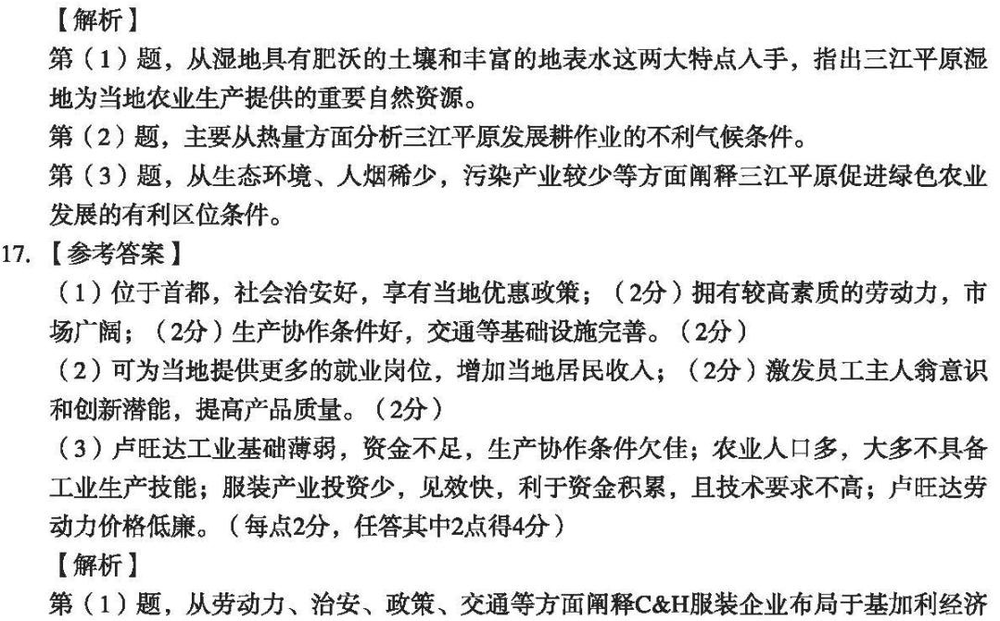 【解析】
第（1）题，从湿地具有肥沃的土壤和丰富的地表水这两大特点入手，指出三江平原湿
地为当地农业生产提供的重要自然资源。
第（2）题，主要从热量方面分析三江平原发展耕作业的不利气候条件。
第（3）题，从生态环境、人烟稀少，污染产业较少等方面阐释三江平原促进绿色农业
发展的有利区位条件。
17. 【参考答案】
（1）位于首都，社会治安好，享有当地优惠政策；（2分）拥有较高素质的劳动力，市
场广阔；（2分）生产协作条件好，交通等基础设施完善。（2分）
（2）可为当地提供更多的就业岗位，增加当地居民收入；（2分）激发员工主人翁意识
和创新潜能，提高产品质量。（2分）
（3）卢旺达工业基础薄弱，资金不足，生产协作条件欠佳；农业人口多，大多不具备
工业生产技能；服装产业投资少，见效快，利于资金积累，且技术要求不高；卢旺达劳
动力价格低廉。（每点2分，任答其中2点得4分）
【解析】
第（1）题，从劳动力、治安、政策、交通等方面阐释C&H服装企业布局于基加利经济